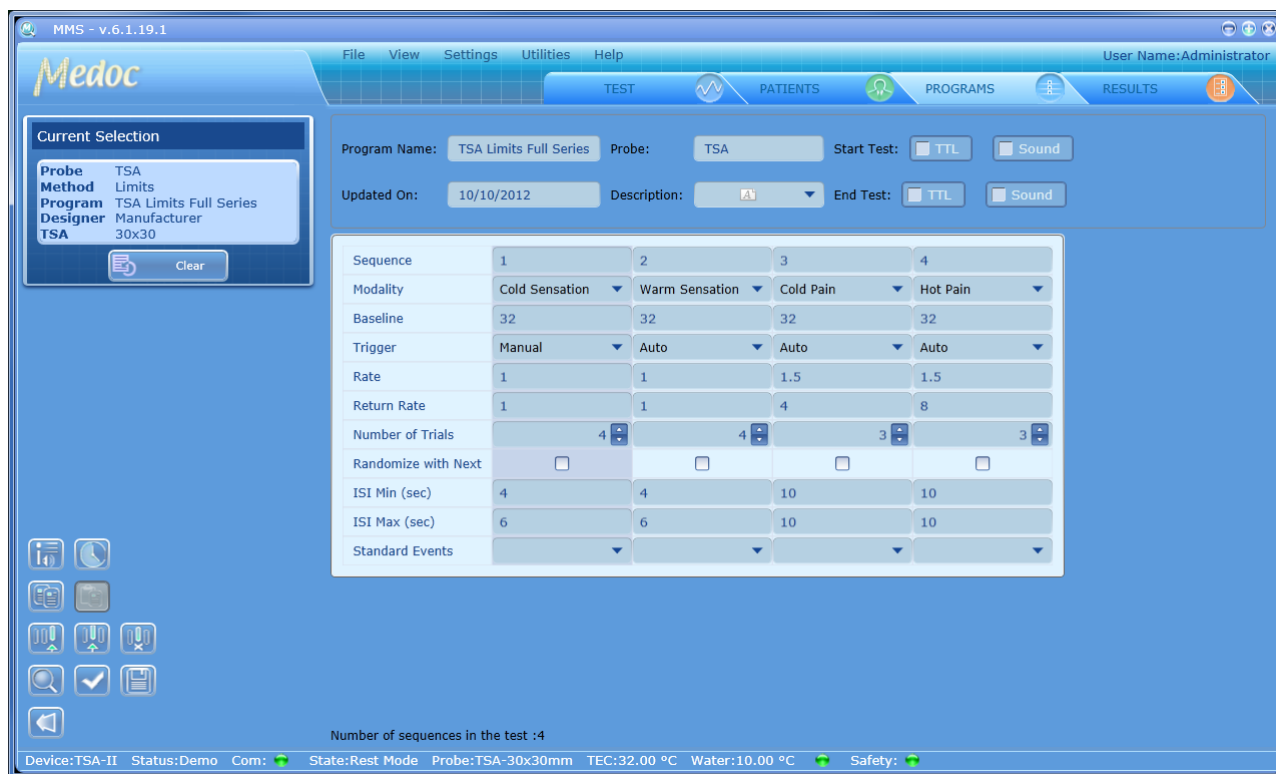 MMS - v.6.1.19.1
Medoc
File View Settings Utilities Help
User Name:Administrator
TEST PATIENTS PROGRAMS RESULTS
Current Selection
Probe TSA
Method Limits
Program TSA Limits Full Series
Designer Manufacturer
TSA 30x30
Clear
Program Name: TSA Limits Full Series Probe: TSA Start Test: TTL Sound
Updated On: 10/10/2012 Description: A End Test: TTL Sound
Sequence 1 2 3 4
Modality Cold Sensation Warm Sensation Cold Pain Hot Pain
Baseline 32 32 32 32
Trigger Manual Auto Auto Auto
Rate 1 1 1.5 1.5
Return Rate 1 1 4 8
Number of Trials 4 4 3 3
Randomize with Next
ISI Min (sec) 4 4 10 10
ISI Max (sec) 6 6 10 10
Standard Events
Number of sequences in the test :4
Device:TSA-II Status:Demo Com: State:Rest Mode Probe:TSA-30x30mm TEC:32.00 °C Water:10.00 °C Safety: